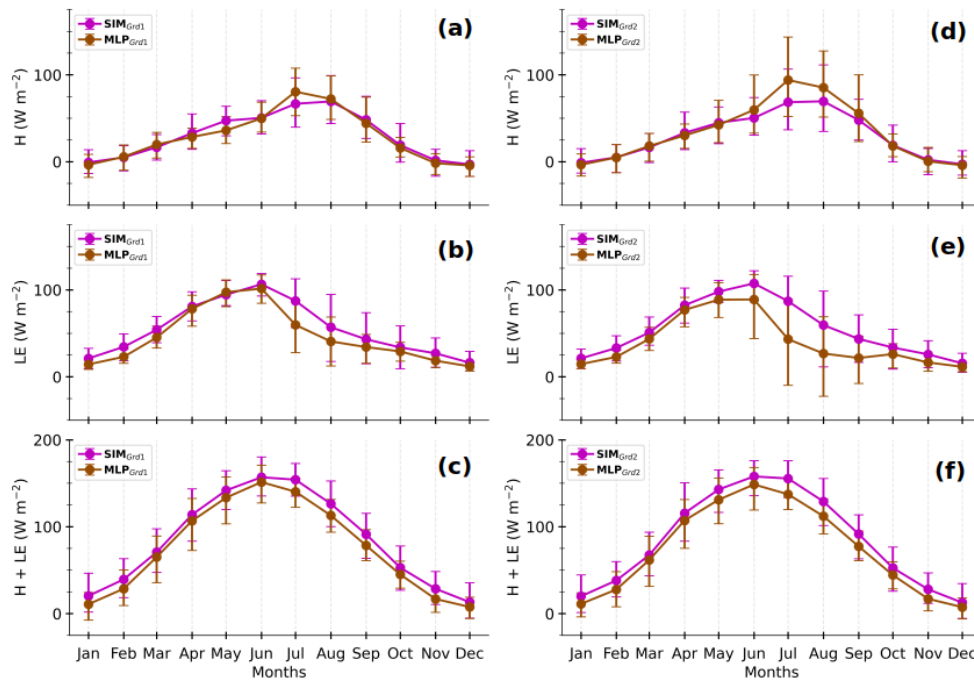 SIM_Grd1
MLP_Grd1
(a)
100
0
H (W m⁻²)
SIM_Grd2
MLP_Grd2
(d)
100
0
H (W m⁻²)
SIM_Grd1
MLP_Grd1
(b)
100
0
LE (W m⁻²)
SIM_Grd2
MLP_Grd2
(e)
100
0
LE (W m⁻²)
200
SIM_Grd1
MLP_Grd1
(c)
100
0
H + LE (W m⁻²)
Jan Feb Mar Apr May Jun Jul Aug Sep Oct Nov Dec
Months
200
SIM_Grd2
MLP_Grd2
(f)
100
0
H + LE (W m⁻²)
Jan Feb Mar Apr May Jun Jul Aug Sep Oct Nov Dec
Months